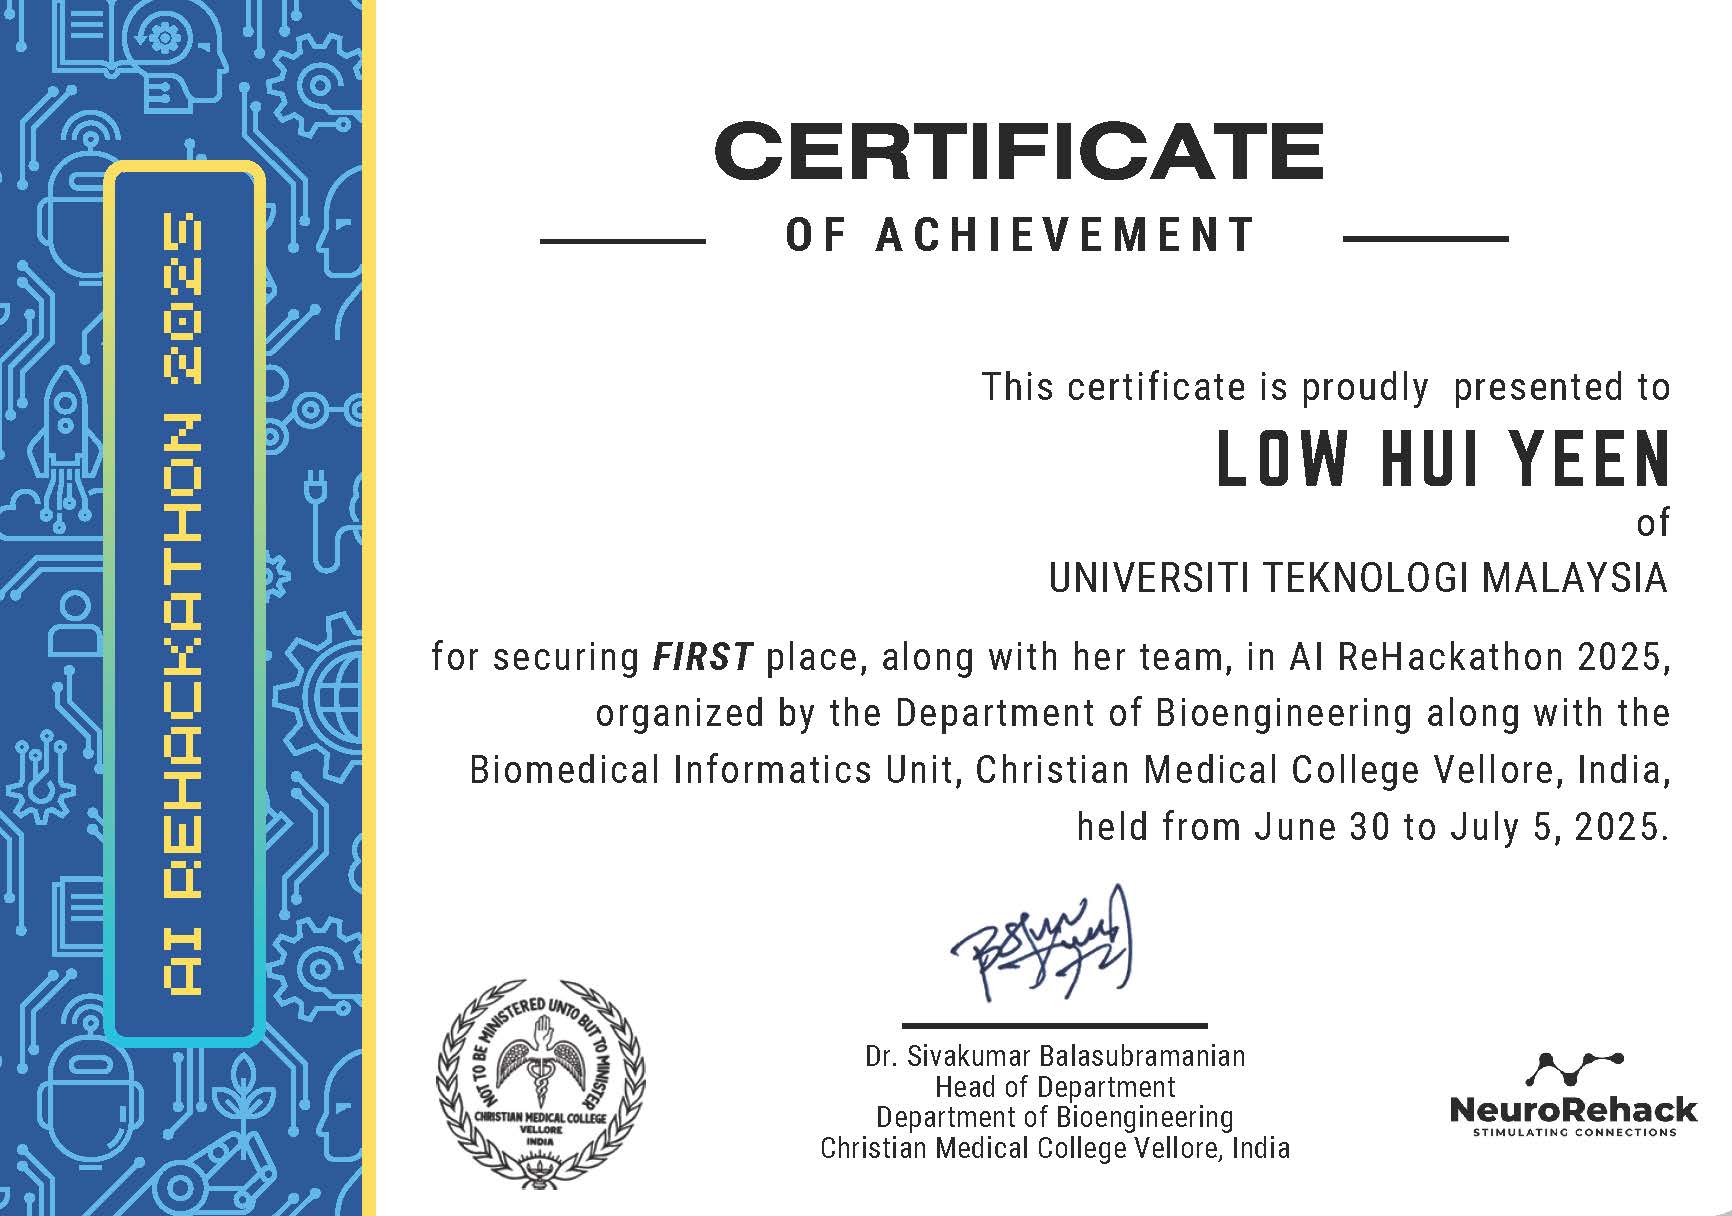 AI REHACKATHON 2025
CERTIFICATE
OF ACHIEVEMENT
This certificate is proudly presented to
LOW HUI YEEN
of
UNIVERSITI TEKNOLOGI MALAYSIA
for securing FIRST place, along with her team, in AI ReHackathon 2025,
organized by the Department of Bioengineering along with the
Biomedical Informatics Unit, Christian Medical College Vellore, India,
held from June 30 to July 5, 2025.
NOT TO BE MINISTERED UNTO BUT TO MINISTER
CHRISTIAN MEDICAL COLLEGE
VELLORE
INDIA
Dr. Sivakumar Balasubramanian
Head of Department
Department of Bioengineering
Christian Medical College Vellore, India
NeuroRehack
STIMULATING CONNECTIONS